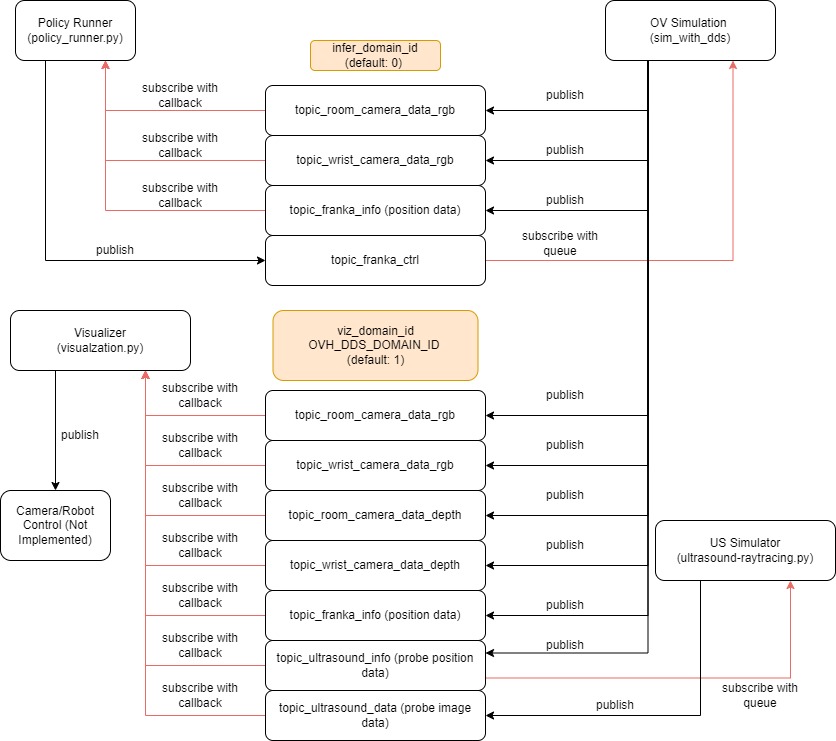 Policy Runner
(policy_runner.py)
OV Simulation
(sim_with_dds)
infer_domain_id
(default: 0)
subscribe with
callback
topic_room_camera_data_rgb
publish
subscribe with
callback
topic_wrist_camera_data_rgb
publish
subscribe with
callback
topic_franka_info (position data)
publish
publish
topic_franka_ctrl
subscribe with
queue
Visualizer
(visualzation.py)
viz_domain_id
OVH_DDS_DOMAIN_ID
(default: 1)
subscribe with
callback
topic_room_camera_data_rgb
publish
publish
subscribe with
callback
topic_wrist_camera_data_rgb
publish
Camera/Robot
Control (Not
Implemented)
subscribe with
callback
topic_room_camera_data_depth
publish
US Simulator
(ultrasound-raytracing.py)
subscribe with
callback
topic_wrist_camera_data_depth
publish
subscribe with
callback
topic_franka_info (position data)
publish
subscribe with
callback
topic_ultrasound_info (probe position
data)
publish
subscribe with
queue
subscribe with
callback
topic_ultrasound_data (probe image
data)
publish